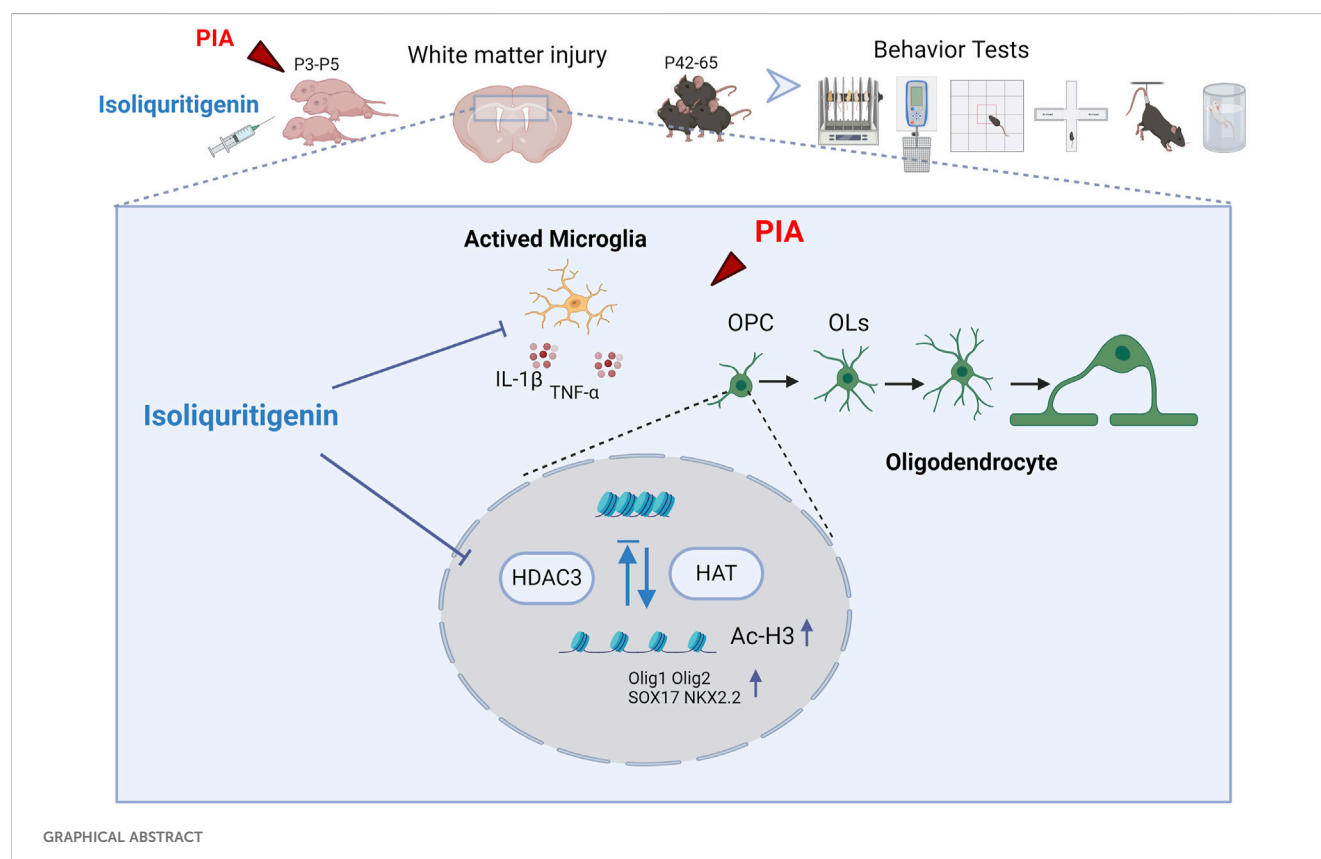 PIA
P3-P5
Isoliquritigenin
White matter injury
P42-65
Behavior Tests
Actived Microglia
PIA
IL-1β
TNF-α
OPC
OLs
Isoliquritigenin
Oligodendrocyte
HDAC3
HAT
Ac-H3
Olig1 Olig2
SOX17 NKX2.2
GRAPHICAL ABSTRACT